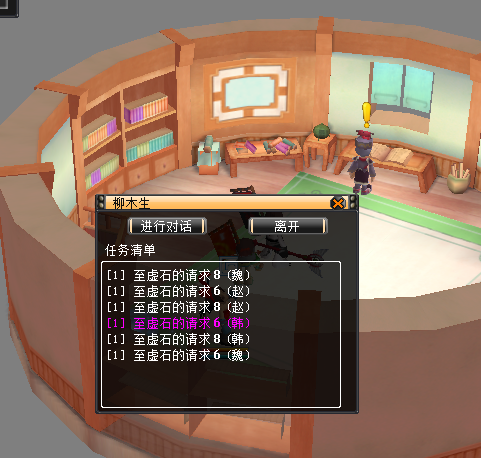 柳木生
进行对话 离开
任务清单
[1] 至虚石的请求8（魏）
[1] 至虚石的请求6（赵）
[1] 至虚石的请求8（赵）
[1] 至虚石的请求6（韩）
[1] 至虚石的请求8（韩）
[1] 至虚石的请求6（魏）